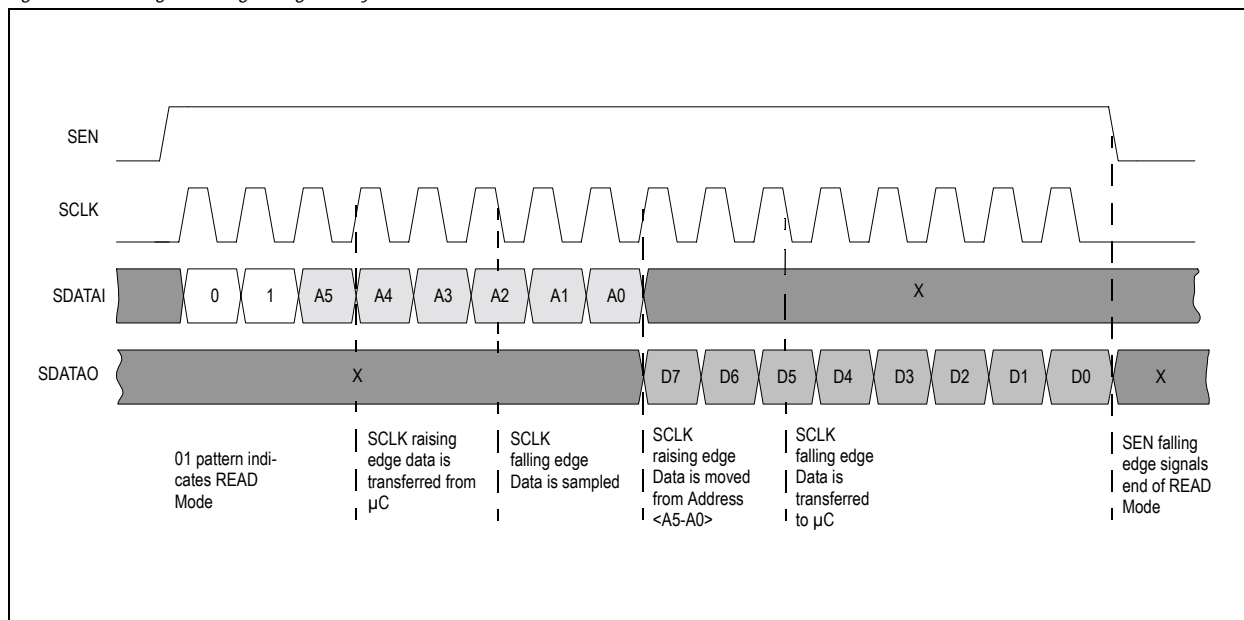 SEN
SCLK
SDATAI 0 1 A5 A4 A3 A2 A1 A0 X
SDATAO X D7 D6 D5 D4 D3 D2 D1 D0 X
01 pattern indi-
cates READ
Mode
SCLK raising
edge data is
transferred from
µC
SCLK
falling edge
Data is sampled
SCLK
raising edge
Data is moved
from Address
<A5-A0>
SCLK
falling edge
Data is
transferred
to µC
SEN falling
edge signals
end of READ
Mode